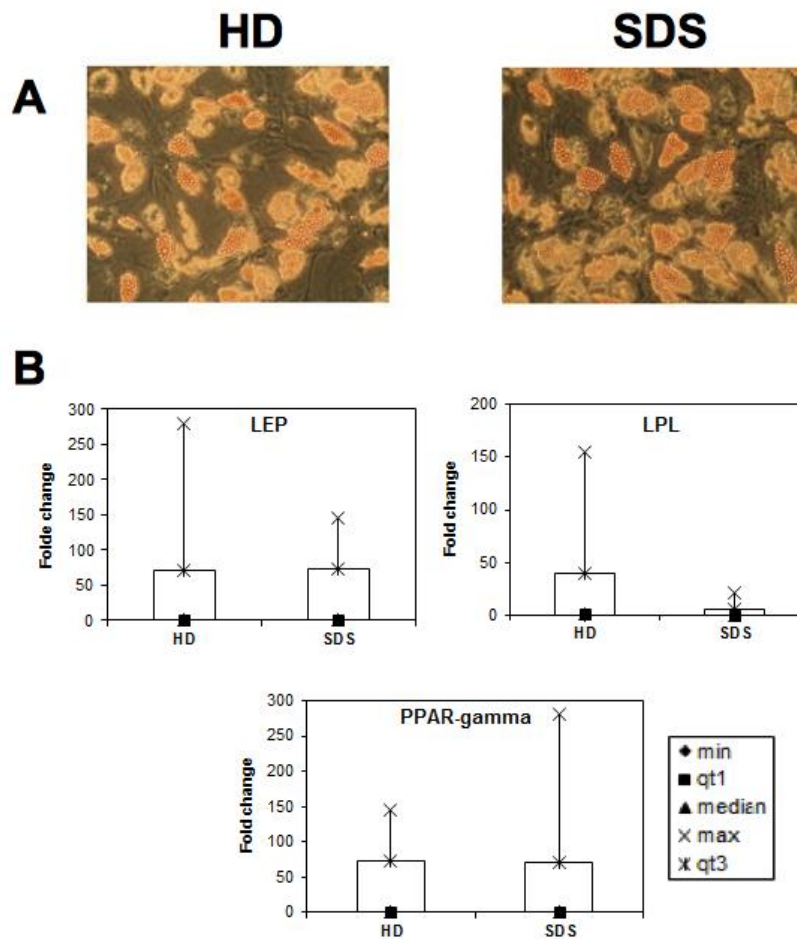 HD SDS
A
B
LEP
Folde change
300
250
200
150
100
50
0
HD SDS
LPL
Fold change
200
150
100
50
0
HD SDS
PPAR-gamma
Fold change
300
250
200
150
100
50
0
HD SDS
min
qt1
median
max
qt3